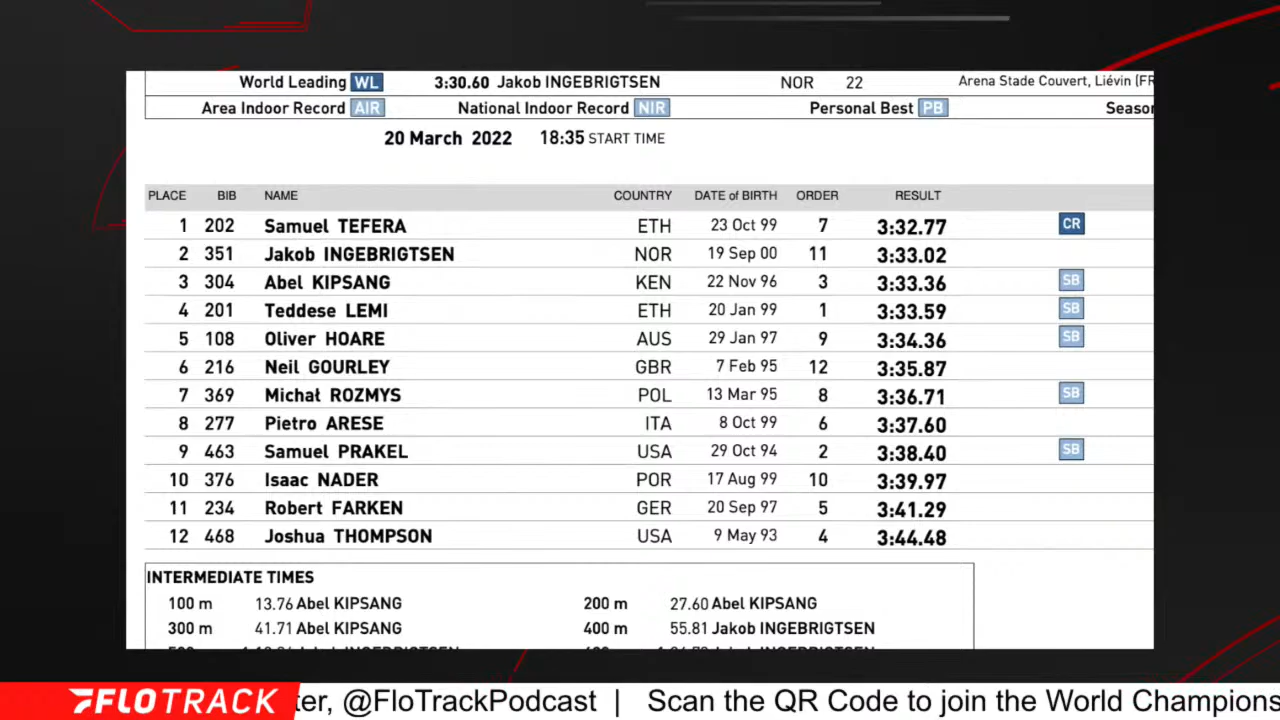 World Leading WL 3:30.60 Jakob INGEBRIGTSEN NOR 22 Arena Stade Couvert, Liévin (FR
Area Indoor Record AIR National Indoor Record NIR Personal Best PB Season
20 March 2022 18:35 START TIME
PLACE BIB NAME COUNTRY DATE of BIRTH ORDER RESULT
1 202 Samuel TEFERA ETH 23 Oct 99 7 3:32.77 CR
2 351 Jakob INGEBRIGTSEN NOR 19 Sep 00 11 3:33.02
3 304 Abel KIPSANG KEN 22 Nov 96 3 3:33.36 SB
4 201 Teddese LEMI ETH 20 Jan 99 1 3:33.59 SB
5 108 Oliver HOARE AUS 29 Jan 97 9 3:34.36 SB
6 216 Neil GOURLEY GBR 7 Feb 95 12 3:35.87
7 369 Michał ROZMYS POL 13 Mar 95 8 3:36.71 SB
8 277 Pietro ARESE ITA 8 Oct 99 6 3:37.60
9 463 Samuel PRAKEL USA 29 Oct 94 2 3:38.40 SB
10 376 Isaac NADER POR 17 Aug 99 10 3:39.97
11 234 Robert FARKEN GER 20 Sep 97 5 3:41.29
12 468 Joshua THOMPSON USA 9 May 93 4 3:44.48
INTERMEDIATE TIMES
100 m 13.76 Abel KIPSANG 200 m 27.60 Abel KIPSANG
300 m 41.71 Abel KIPSANG 400 m 55.81 Jakob INGEBRIGTSEN
FLOTRACK ter, @FloTrackPodcast | Scan the QR Code to join the World Champions